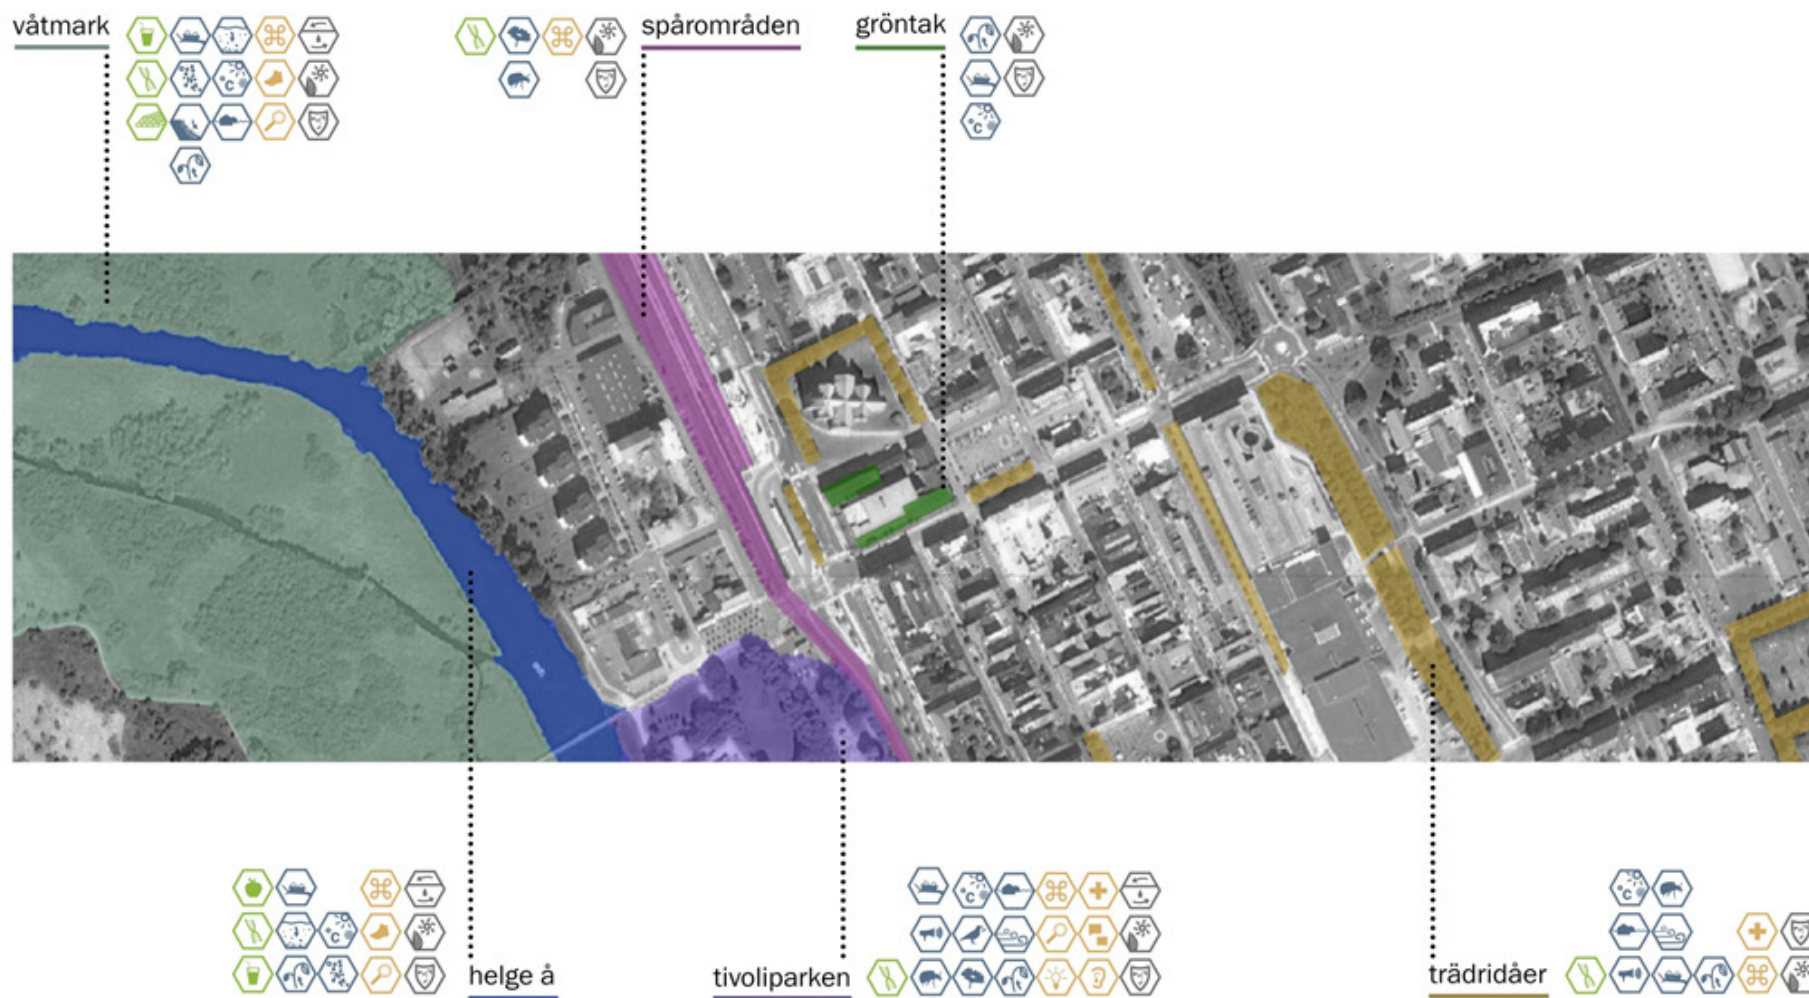 våtmark
spårområden
gröntak
helge å
tivoliparken
trädridåer